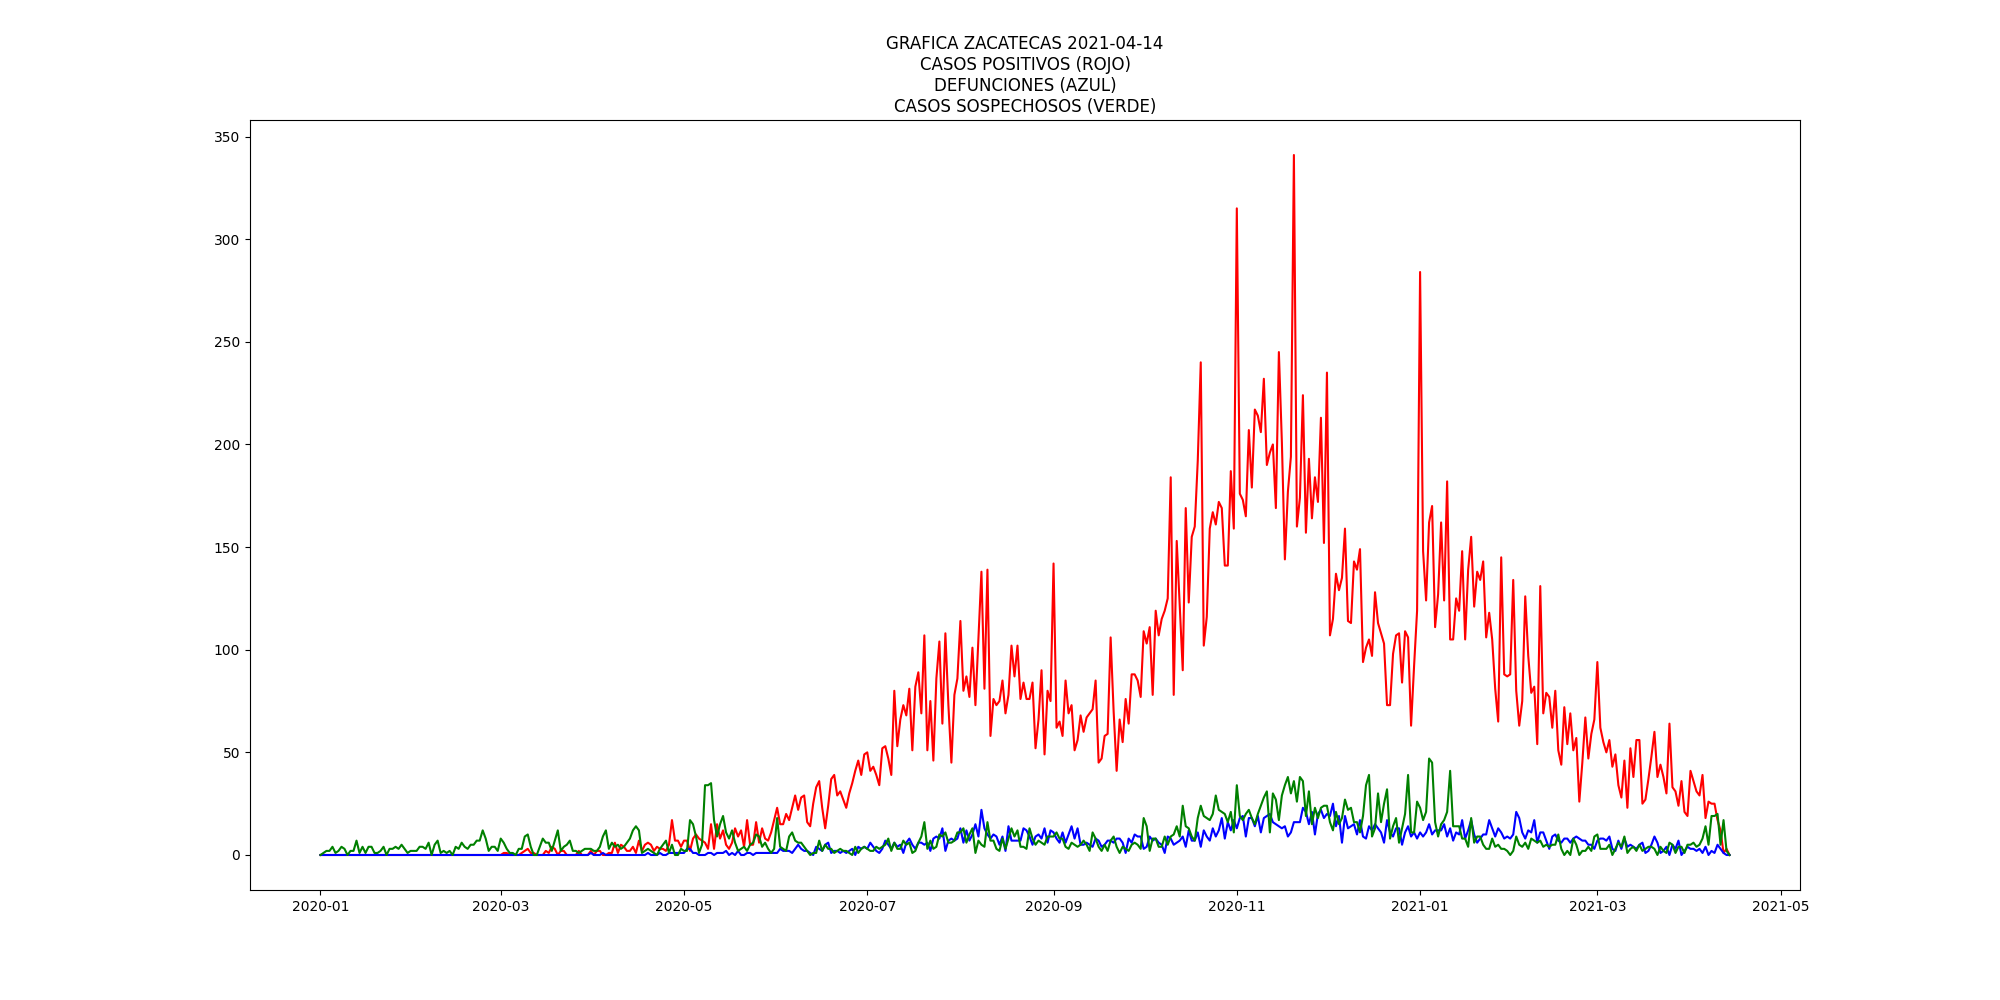 GRAFICA ZACATECAS 2021-04-14
CASOS POSITIVOS (ROJO)
DEFUNCIONES (AZUL)
CASOS SOSPECHOSOS (VERDE)
350
300
250
200
150
100
50
0
2020-01 2020-03 2020-05 2020-07 2020-09 2020-11 2021-01 2021-03 2021-05